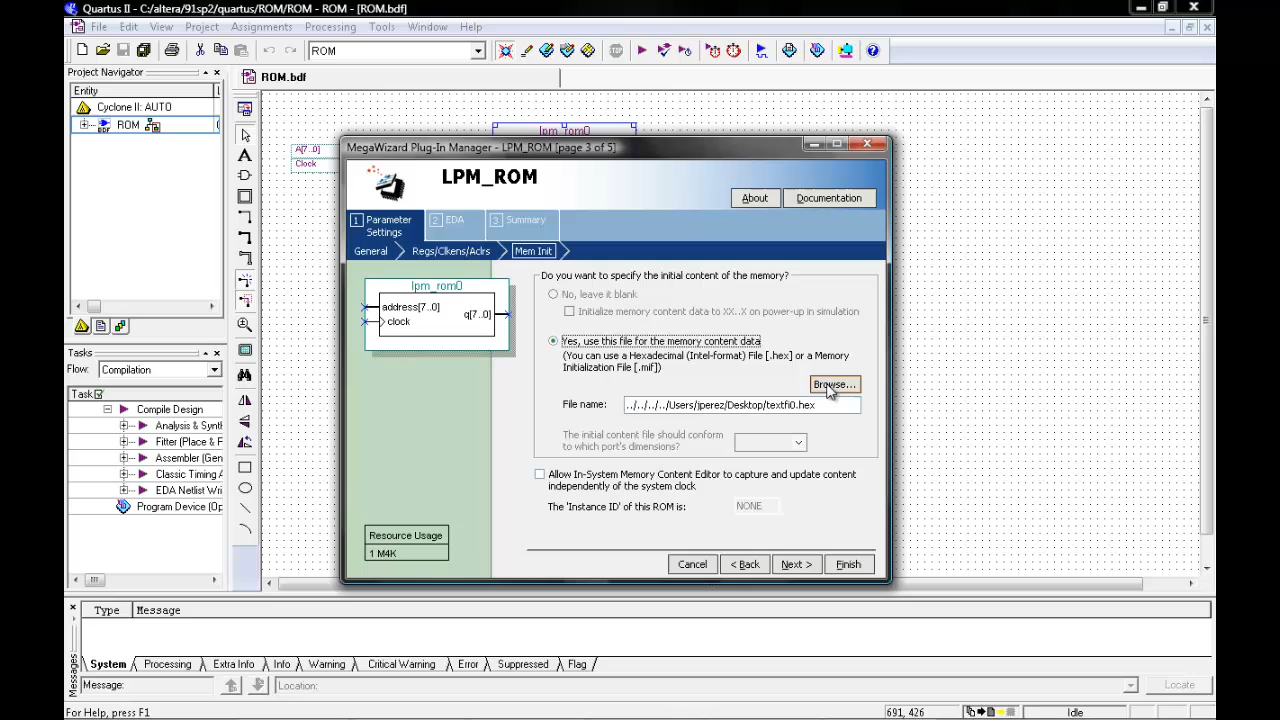 Quartus II - C:/altera/91sp2/quartus/ROM/ROM - ROM - [ROM.bdf]
File Edit View Project Assignments Processing Tools Window Help
ROM
Project Navigator
ROM.bdf
Entity
Cyclone II: AUTO
ROM
lpm_rom0
A[7..0]
Clock
MegaWizard Plug-In Manager - LPM_ROM [page 3 of 5]
LPM_ROM
About
Documentation
1 Parameter Settings
2 EDA
3 Summary
General
Regs/Clkens/Aclrs
Mem Init
lpm_rom0
address[7..0]
q[7..0]
clock
Do you want to specify the initial content of the memory?
No, leave it blank
Initialize memory content data to XX..X on power-up in simulation
Yes, use this file for the memory content data
(You can use a Hexadecimal (Intel-format) File [.hex] or a Memory
Initialization File [.mif])
Browse...
File name:
../../../../Users/jperez/Desktop/textfi0.hex
The initial content file should conform
to which port's dimensions?
Allow In-System Memory Content Editor to capture and update content
independently of the system clock
The 'Instance ID' of this ROM is:
NONE
Resource Usage
1 M4K
Cancel
< Back
Next >
Finish
Tasks
Flow:
Compilation
Task
Compile Design
Analysis & Synth
Fitter (Place & F
Assembler (Gen
Classic Timing A
EDA Netlist Writ
Program Device (O
Type
Message
Messages
System
Processing
Extra Info
Info
Warning
Critical Warning
Error
Suppressed
Flag
Message:
Location:
Locate
For Help, press F1
691, 426
Idle